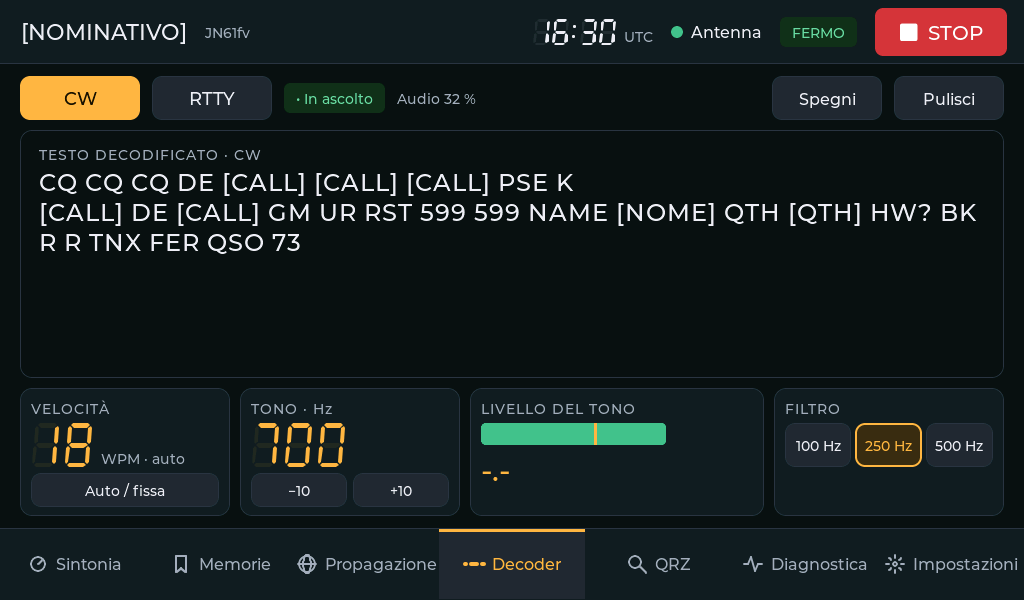 [NOMINATIVO] JN61fv 16:30 UTC Antenna FERMO STOP
CW RTTY • In ascolto Audio 32 % Spegni Pulisci
TESTO DECODIFICATO · CW
CQ CQ CQ DE [CALL] [CALL] [CALL] PSE K
[CALL] DE [CALL] GM UR RST 599 599 NAME [NOME] QTH [QTH] HW? BK
R R TNX FER QSO 73
VELOCITÀ TONO · Hz LIVELLO DEL TONO FILTRO
18 WPM · auto 700 100 Hz 250 Hz 500 Hz
-.-
Auto / fissa −10 +10
Sintonia Memorie Propagazione Decoder QRZ Diagnostica Impostazioni